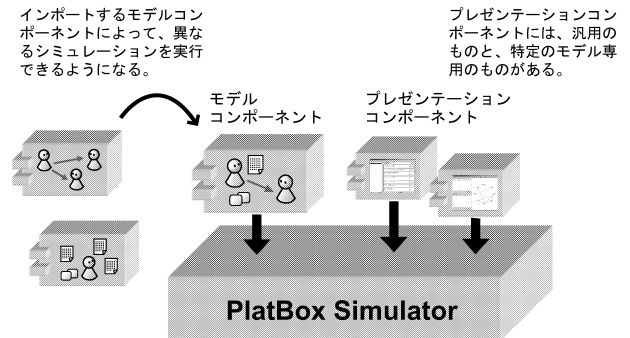 インポートするモデルコン
ポーネントによって、異な
るシミュレーションを実行
できるようになる。
プレゼンテーションコン
ポーネントには、汎用の
ものと、特定のモデル専
用のものがある。
モデル
コンポーネント
プレゼンテーション
コンポーネント
PlatBox Simulator